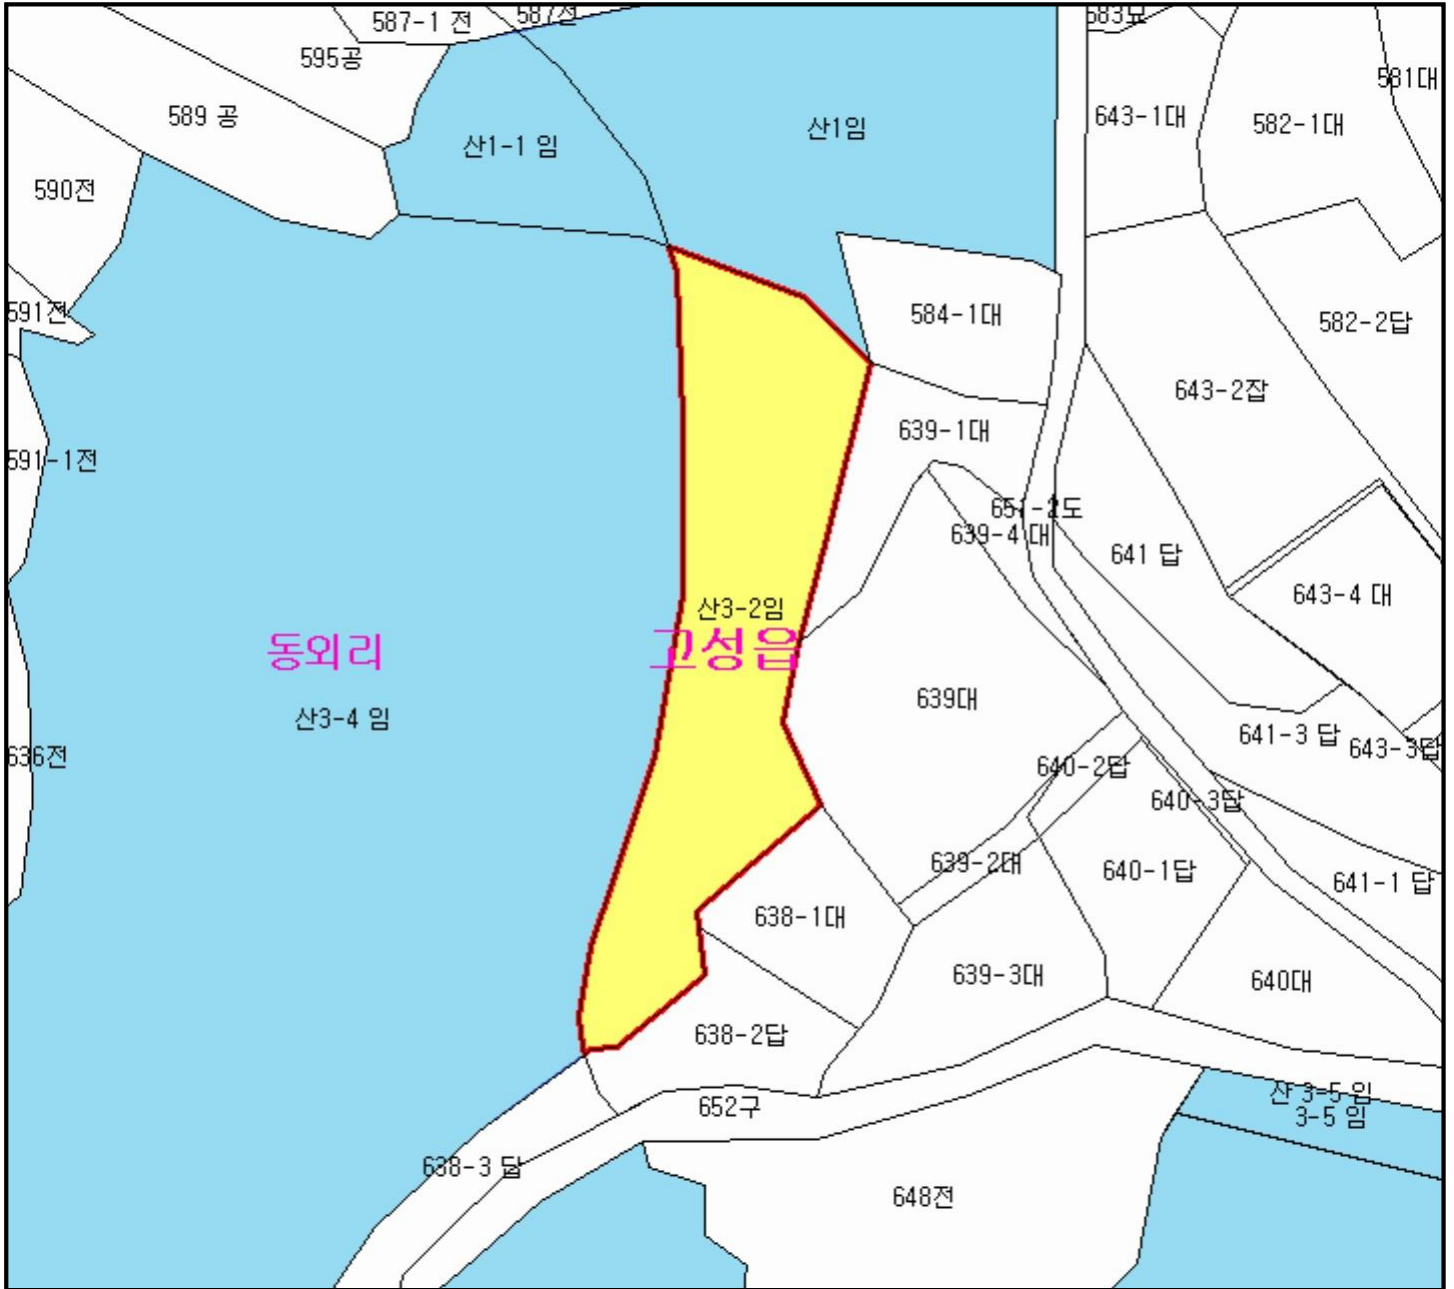 587-1 전
587전
583묘
595공
581대
589 공
643-1대
582-1대
산1임
산1-1 임
590전
591전
584-1대
582-2답
643-2잡
639-1대
591-1전
651-2도
639-4 대
641 답
643-4 대
산3-2임
동외리
고성읍
639대
산3-4 임
641-3 답
643-3답
636전
640-2답
640-3답
639-2대
640-1답
641-1 답
638-1대
639-3대
640대
638-2답
산 3-5 임
652구
3-5 임
638-3 답
648전